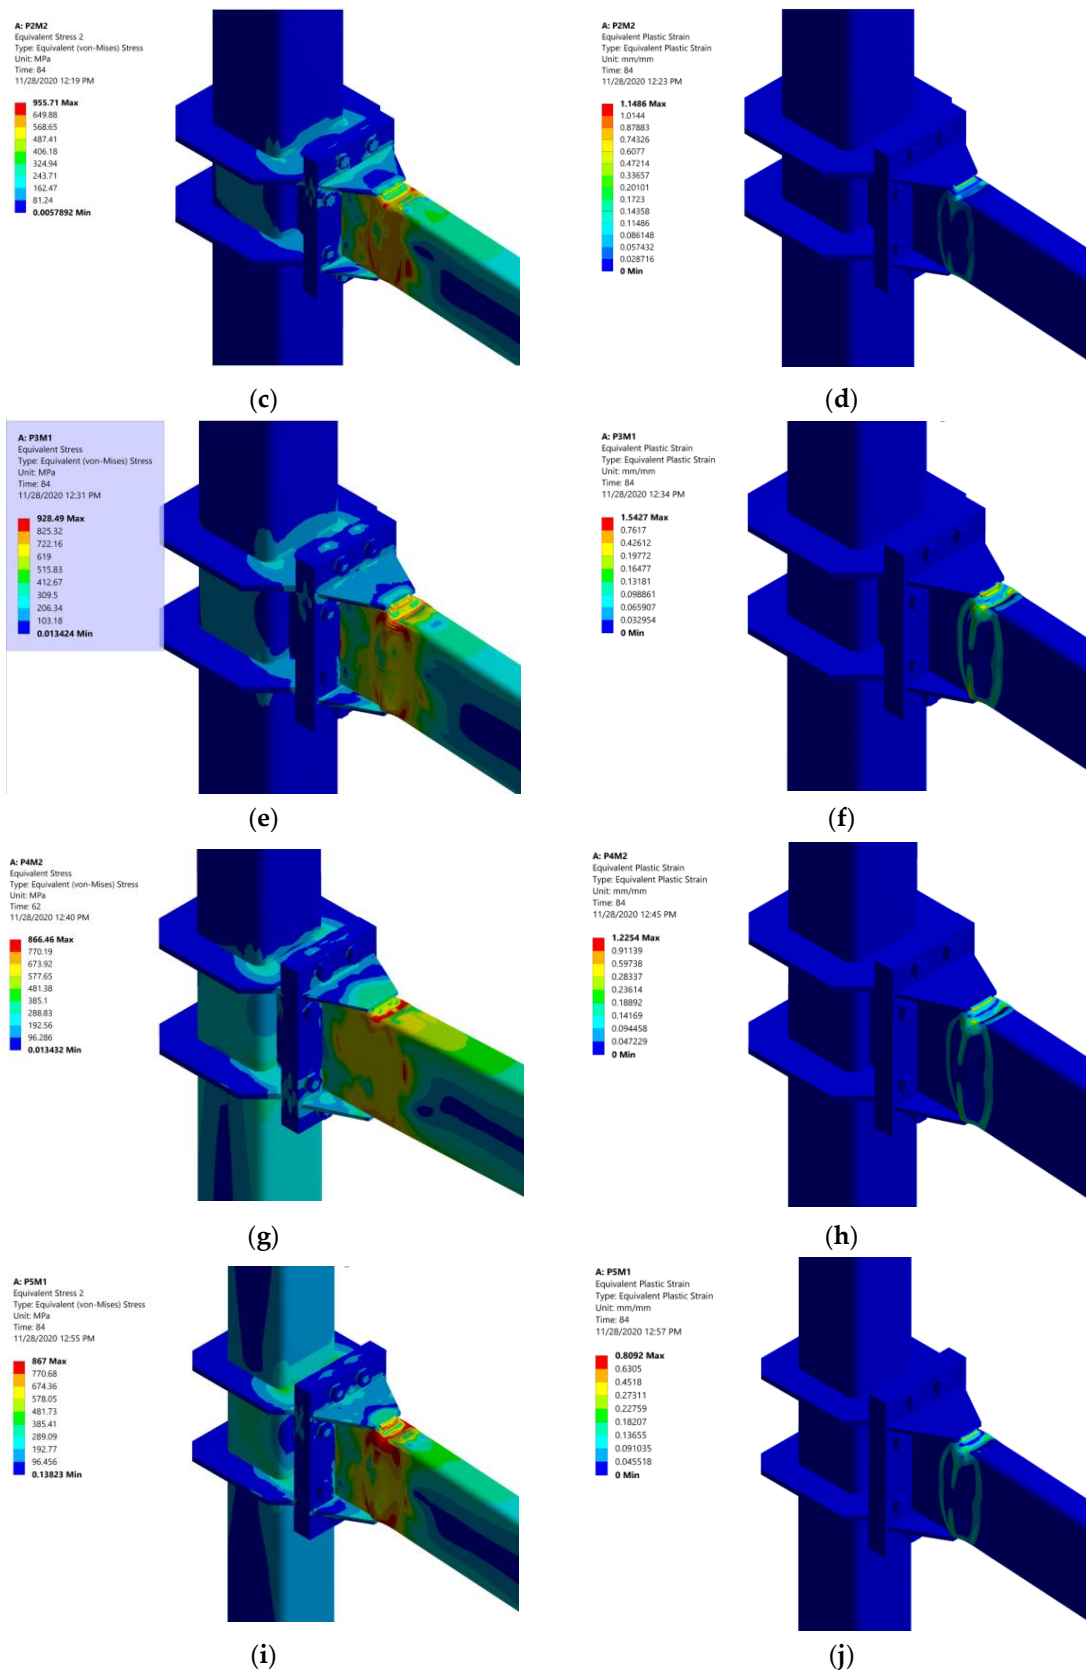 A: P2M2
Equivalent Stress 2
Type: Equivalent (von-Mises) Stress
Unit: MPa
Time: 84
11/28/2020 12:19 PM
955.71 Max
649.88
568.65
487.41
406.18
324.94
243.71
162.47
81.24
0.0057892 Min
(c)
A: P2M2
Equivalent Plastic Strain
Type: Equivalent Plastic Strain
Unit: mm/mm
Time: 84
11/28/2020 12:23 PM
1.1486 Max
1.0144
0.87883
0.74326
0.6077
0.47214
0.33657
0.20101
0.1723
0.14358
0.11486
0.086148
0.057432
0.028716
0 Min
(d)
A: P3M1
Equivalent Stress
Type: Equivalent (von-Mises) Stress
Unit: MPa
Time: 84
11/28/2020 12:31 PM
928.49 Max
825.32
722.16
619
515.83
412.67
309.5
206.34
103.18
0.013424 Min
(e)
A: P3M1
Equivalent Plastic Strain
Type: Equivalent Plastic Strain
Unit: mm/mm
Time: 84
11/28/2020 12:34 PM
1.5427 Max
0.7617
0.42612
0.19772
0.16477
0.13181
0.098861
0.065907
0.032954
0 Min
(f)
A: P4M2
Equivalent Stress
Type: Equivalent (von-Mises) Stress
Unit: MPa
Time: 62
11/28/2020 12:40 PM
866.46 Max
770.19
673.92
577.65
481.38
385.1
288.83
192.56
96.286
0.013432 Min
(g)
A: P4M2
Equivalent Plastic Strain
Type: Equivalent Plastic Strain
Unit: mm/mm
Time: 84
11/28/2020 12:45 PM
1.2254 Max
0.91139
0.59738
0.28337
0.23614
0.18892
0.14169
0.094458
0.047229
0 Min
(h)
A: P5M1
Equivalent Stress 2
Type: Equivalent (von-Mises) Stress
Unit: MPa
Time: 84
11/28/2020 12:55 PM
867 Max
770.68
674.36
578.05
481.73
385.41
289.09
192.77
96.456
0.13823 Min
(i)
A: P5M1
Equivalent Plastic Strain
Type: Equivalent Plastic Strain
Unit: mm/mm
Time: 84
11/28/2020 12:57 PM
0.8092 Max
0.6305
0.4518
0.27311
0.22759
0.18207
0.13655
0.091035
0.045518
0 Min
(j)